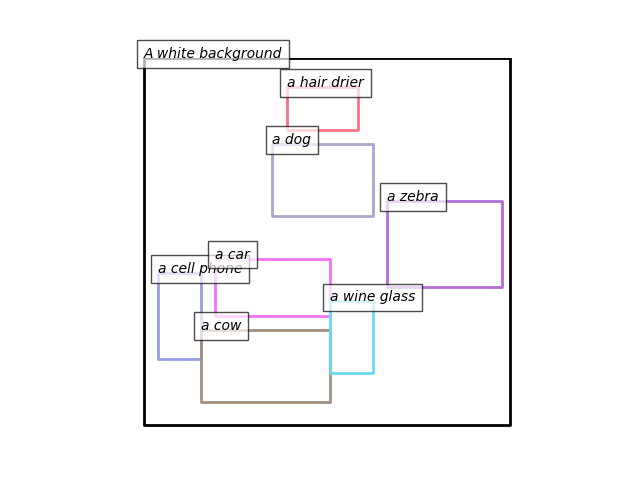 A white background
a hair drier
a dog
a zebra
a car
a cell phone
a wine glass
a cow